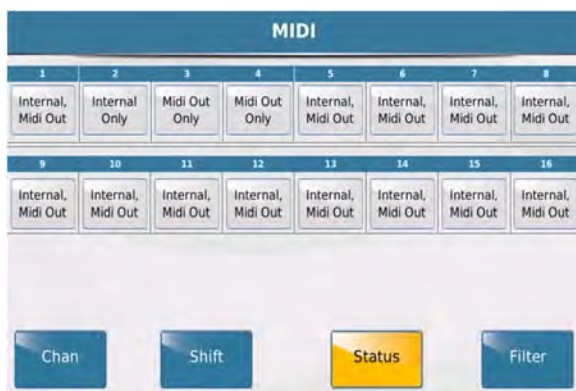 MIDI
1 2 3 4 5 6 7 8
Internal, Internal Midi Out Midi Out Internal, Internal, Internal, Internal,
Midi Out Only Only Only Midi Out Midi Out Midi Out Midi Out
9 10 11 12 13 14 15 16
Internal, Internal, Internal, Internal, Internal, Internal, Internal, Internal,
Midi Out Midi Out Midi Out Midi Out Midi Out Midi Out Midi Out Midi Out
Chan Shift Status Filter